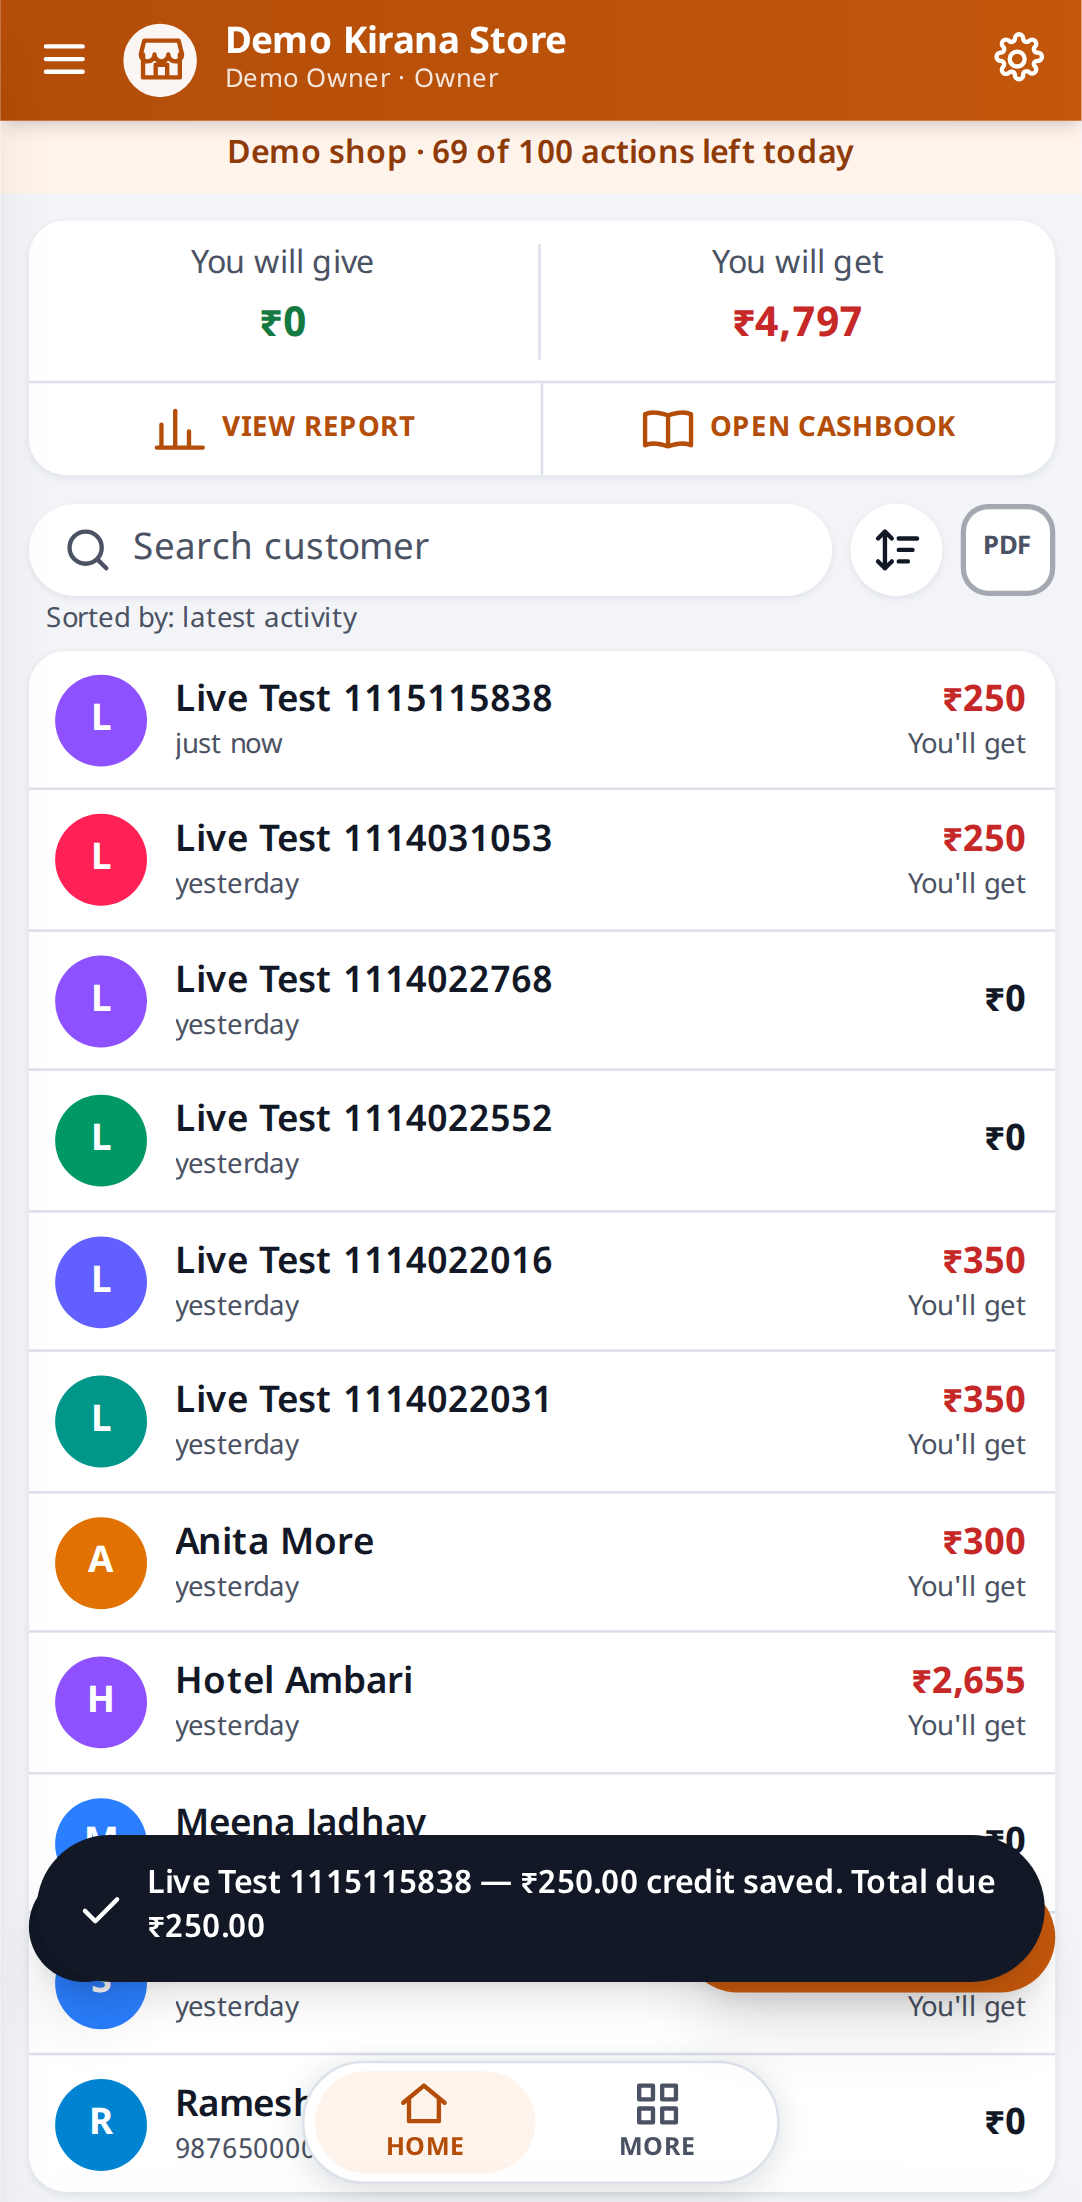 Demo Kirana Store
Demo Owner · Owner
Demo shop · 69 of 100 actions left today
You will give
₹0
You will get
₹4,797
VIEW REPORT
OPEN CASHBOOK
Search customer
PDF
Sorted by: latest activity
L
Live Test 1115115838
₹250
just now
You'll get
L
Live Test 1114031053
₹250
yesterday
You'll get
L
Live Test 1114022768
yesterday
₹0
L
Live Test 1114022552
yesterday
₹0
L
Live Test 1114022016
₹350
yesterday
You'll get
L
Live Test 1114022031
₹350
yesterday
You'll get
A
Anita More
₹300
yesterday
You'll get
H
Hotel Ambari
₹2,655
yesterday
You'll get
M
Meena Jadhav
₹0
Live Test 1115115838 — ₹250.00 credit saved. Total due
₹250.00
S
yesterday
You'll get
R
Ramesh
987650000
₹0
HOME
MORE